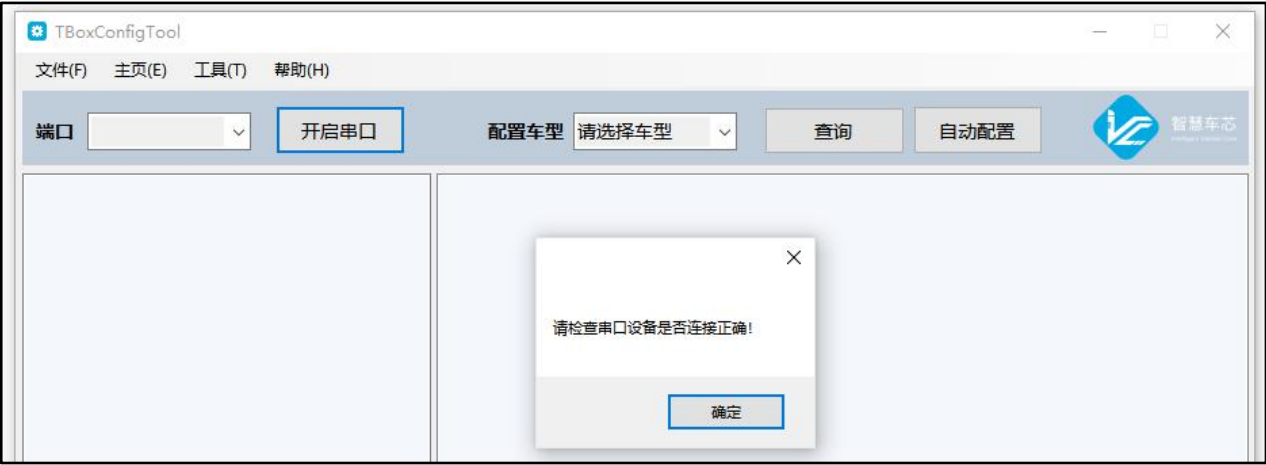 TBoxConfigTool
文件(F) 主页(E) 工具(T) 帮助(H)
端口 开启串口 配置车型 请选择车型 查询 自动配置 智慧车芯
请检查串口设备是否连接正确!
确定